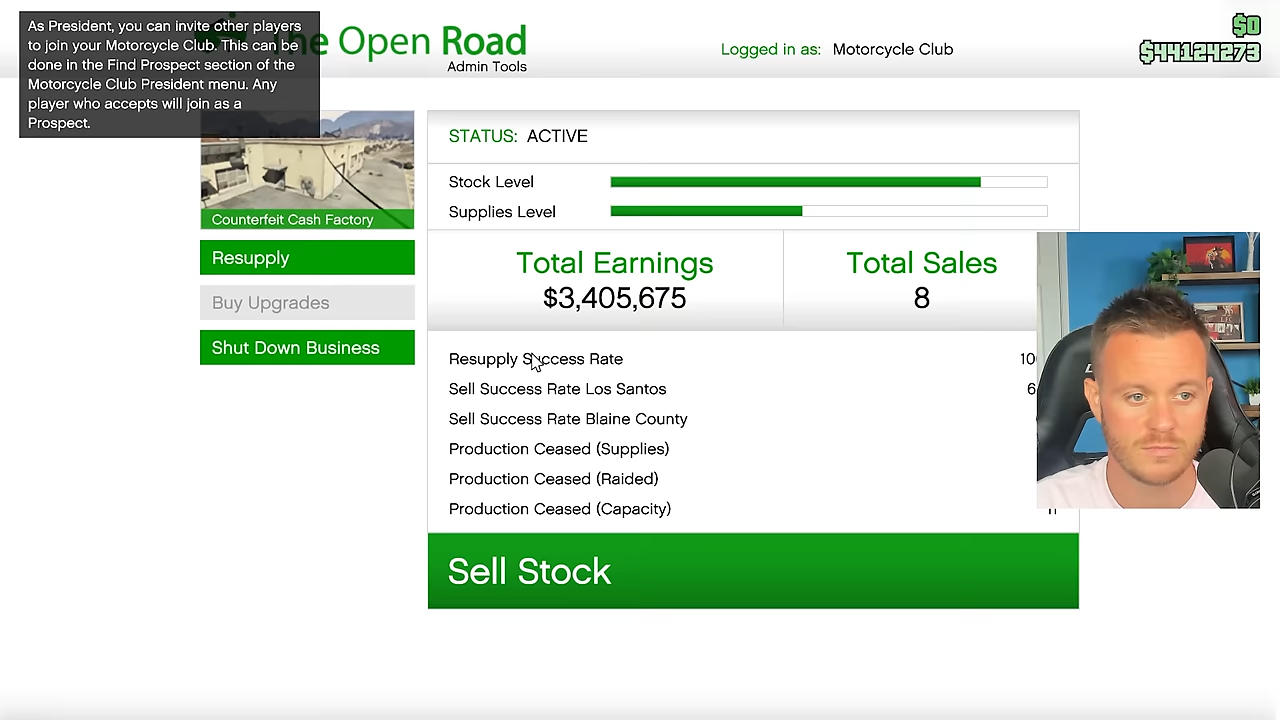 As President, you can invite other players
to join your Motorcycle Club. This can be
done in the Find Prospect section of the
Motorcycle Club President menu. Any
player who accepts will join as a
Prospect.
The Open Road
Admin Tools
Logged in as: Motorcycle Club
$0
$44124273
Counterfeit Cash Factory
Resupply
Buy Upgrades
Shut Down Business
STATUS: ACTIVE
Stock Level
Supplies Level
Total Earnings
$3,405,675
Total Sales
8
Resupply Success Rate
Sell Success Rate Los Santos
Sell Success Rate Blaine County
Production Ceased (Supplies)
Production Ceased (Raided)
Production Ceased (Capacity)
Sell Stock